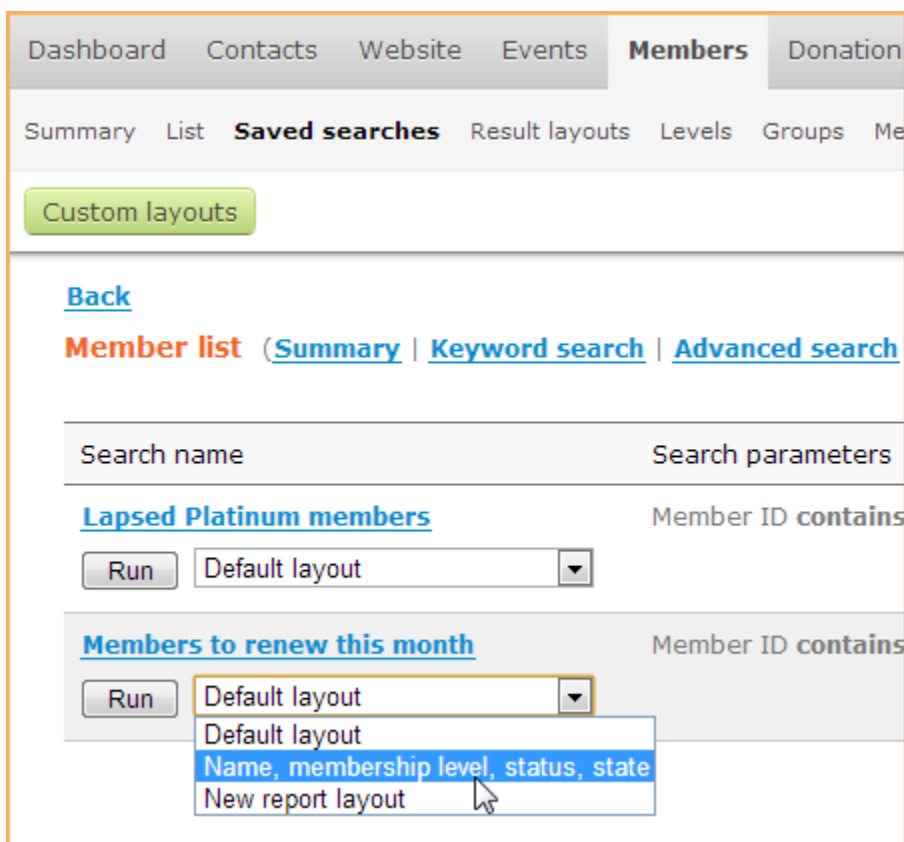 Dashboard Contacts Website Events Members Donation
Summary List Saved searches Result layouts Levels Groups Me
Custom layouts
Back
Member list (Summary | Keyword search | Advanced search
Search name Search parameters
Lapsed Platinum members Member ID contains
Run Default layout
Members to renew this month Member ID contains
Run Default layout
Default layout
Name, membership level, status, state
New report layout